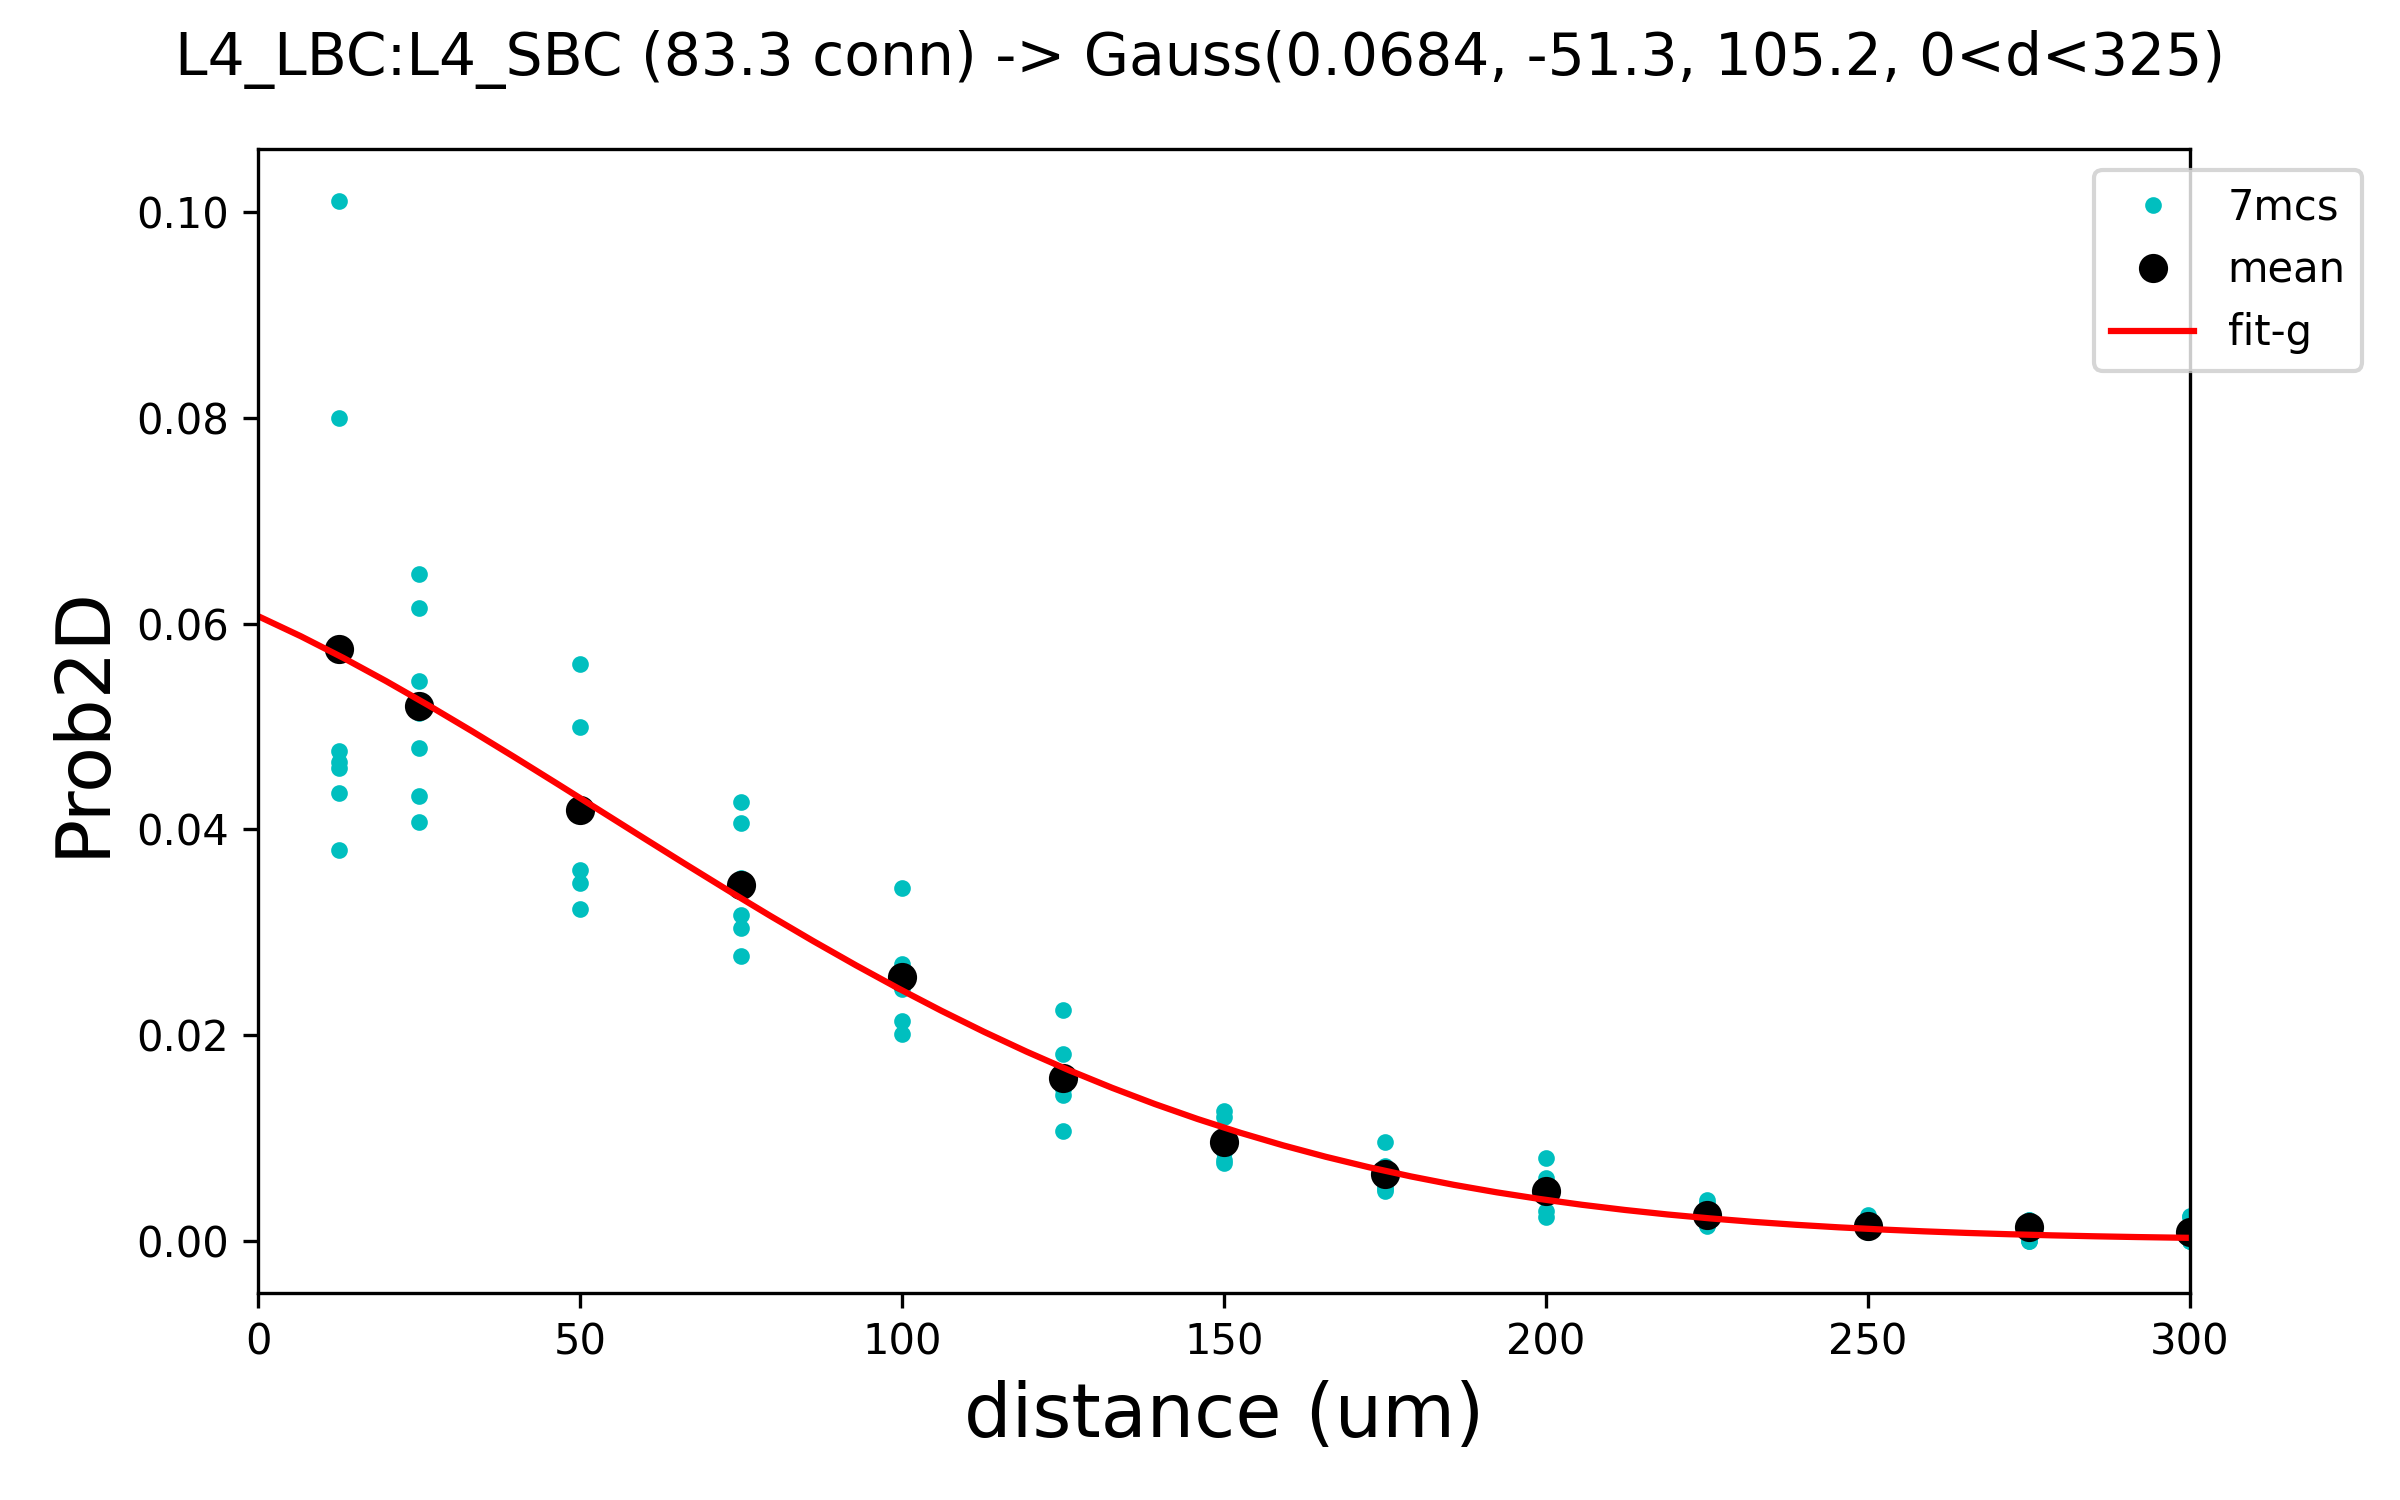 L4_LBC:L4_SBC (83.3 conn) -> Gauss(0.0684, -51.3, 105.2, 0<d<325)
7mcs
mean
fit-g
Prob2D
0.10
0.08
0.06
0.04
0.02
0.00
0 50 100 150 200 250 300
distance (um)